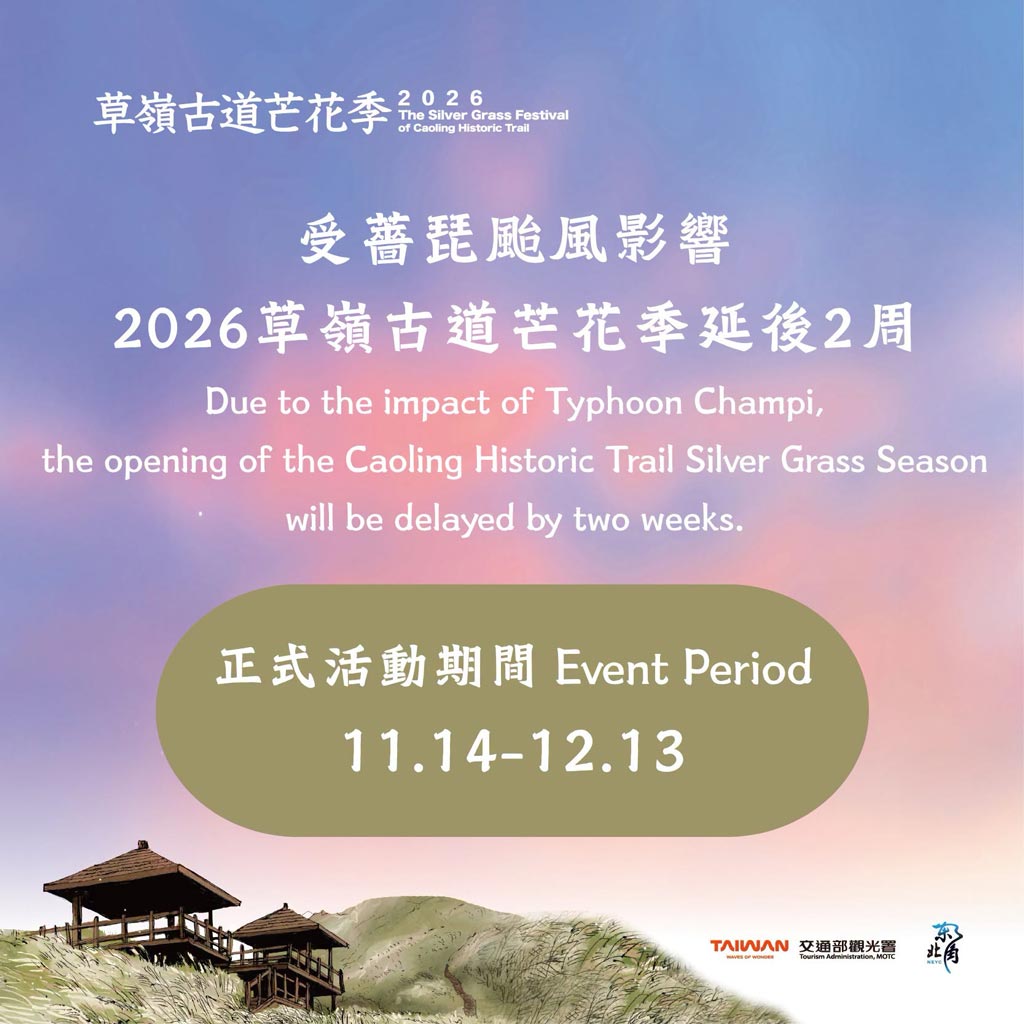 草嶺古道芒花季 2026
The Silver Grass Festival
of Caoling Historic Trail
受薔琵颱風影響
2026草嶺古道芒花季延後2周
Due to the impact of Typhoon Champi,
the opening of the Caoling Historic Trail Silver Grass Season
will be delayed by two weeks.
正式活動期間 Event Period
11.14-12.13
TAIWAN
WAVES OF WONDER
交通部觀光署
Tourism Administration, MOTC
東北角